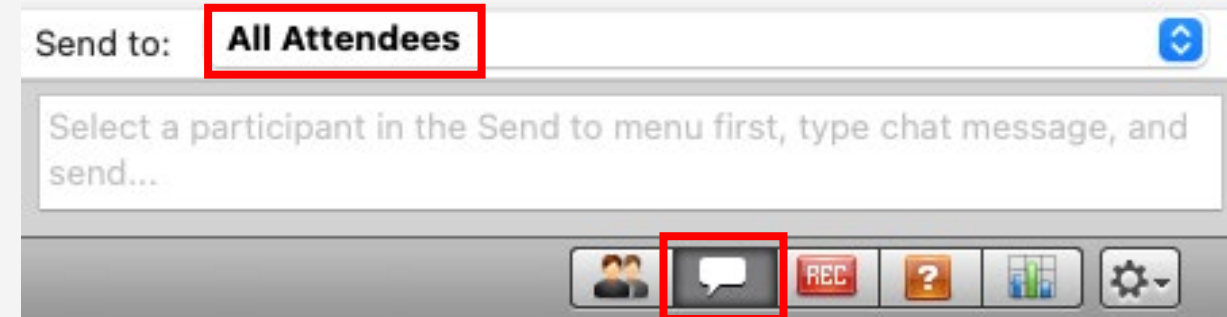 Send to: All Attendees
Select a participant in the Send to menu first, type chat message, and
send...
REC ?